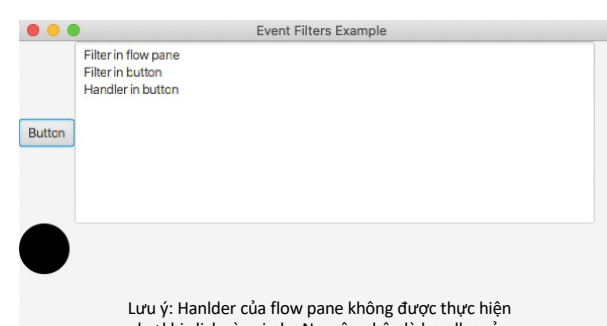 Event Filters Example
Filter in flow pane
Filter in button
Handler in button
Button
Lưu ý: Hanlder của flow pane không được thực hiện